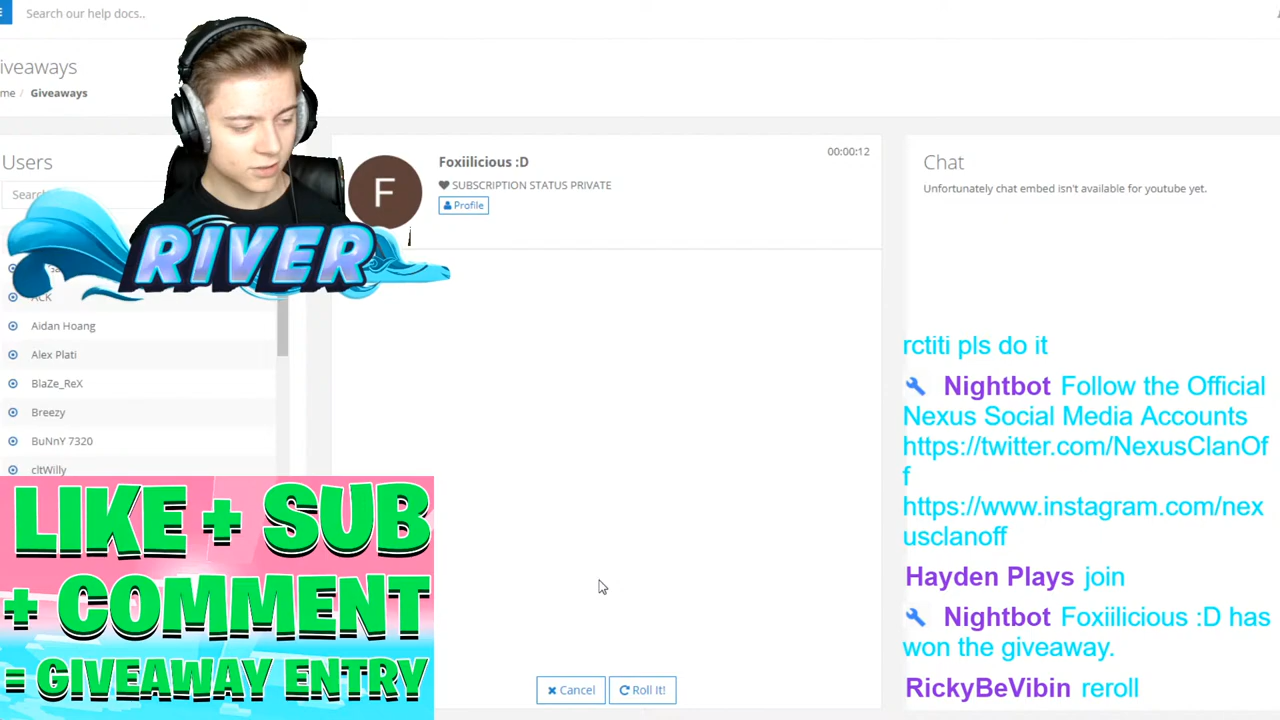 Search our help docs..
iveaways
me / Giveaways
Users
Sear
ACK
Aidan Hoang
Alex Plati
BlaZe_ReX
Breezy
BuNnY 7320
cltWilly
RIVER
LIKE + SUB
+ COMMENT
= GIVEAWAY ENTRY
F
Foxiilicious :D
00:00:12
SUBSCRIPTION STATUS PRIVATE
Profile
Cancel
Roll It!
Chat
Unfortunately chat embed isn't available for youtube yet.
rctiti pls do it
Nightbot Follow the Official
Nexus Social Media Accounts
https://twitter.com/NexusClanOf
f
https://www.instagram.com/nex
usclanoff
Hayden Plays join
Nightbot Foxiilicious :D has
won the giveaway.
RickyBeVibin reroll